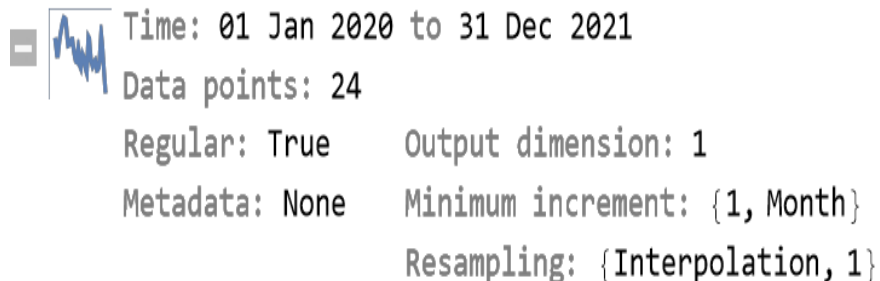 Time: 01 Jan 2020 to 31 Dec 2021
Data points: 24
Regular: True Output dimension: 1
Metadata: None Minimum increment: {1, Month}
Resampling: {Interpolation, 1}